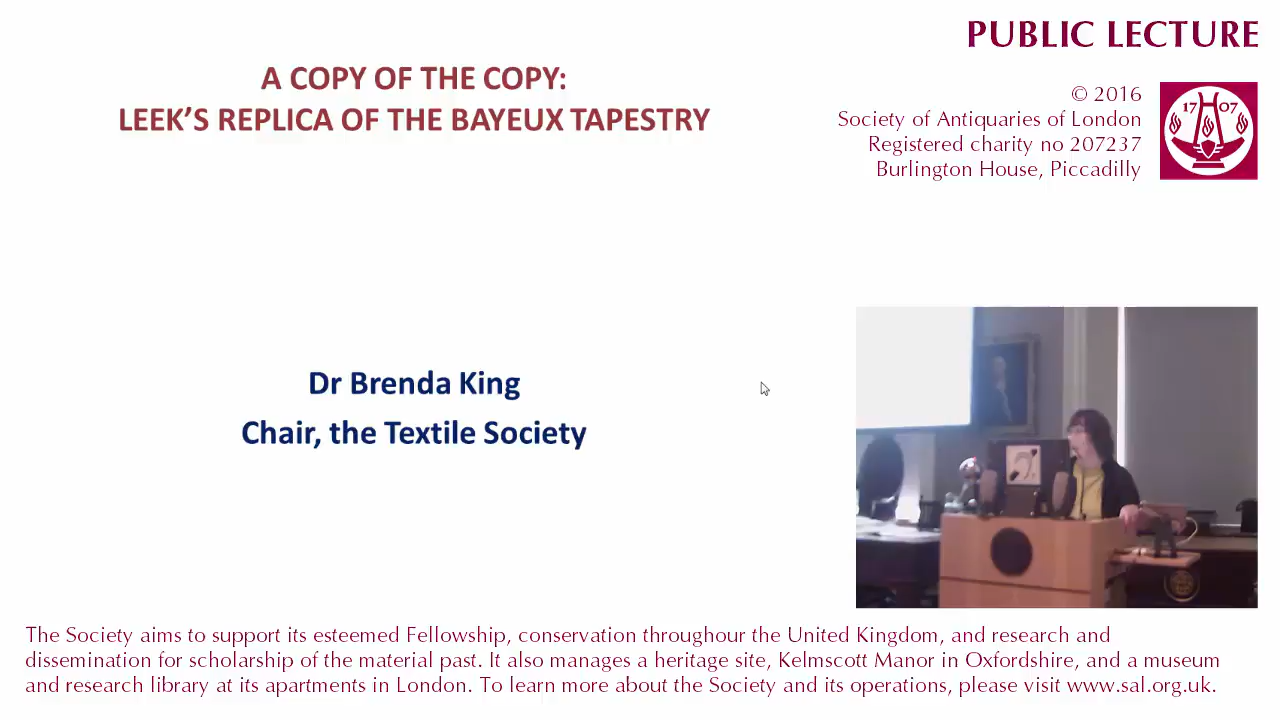 PUBLIC LECTURE
A COPY OF THE COPY:
LEEK'S REPLICA OF THE BAYEUX TAPESTRY
© 2016
Society of Antiquaries of London
Registered charity no 207237
Burlington House, Piccadilly
17 07
Dr Brenda King
Chair, the Textile Society
The Society aims to support its esteemed Fellowship, conservation throughour the United Kingdom, and research and
dissemination for scholarship of the material past. It also manages a heritage site, Kelmscott Manor in Oxfordshire, and a museum
and research library at its apartments in London. To learn more about the Society and its operations, please visit www.sal.org.uk.